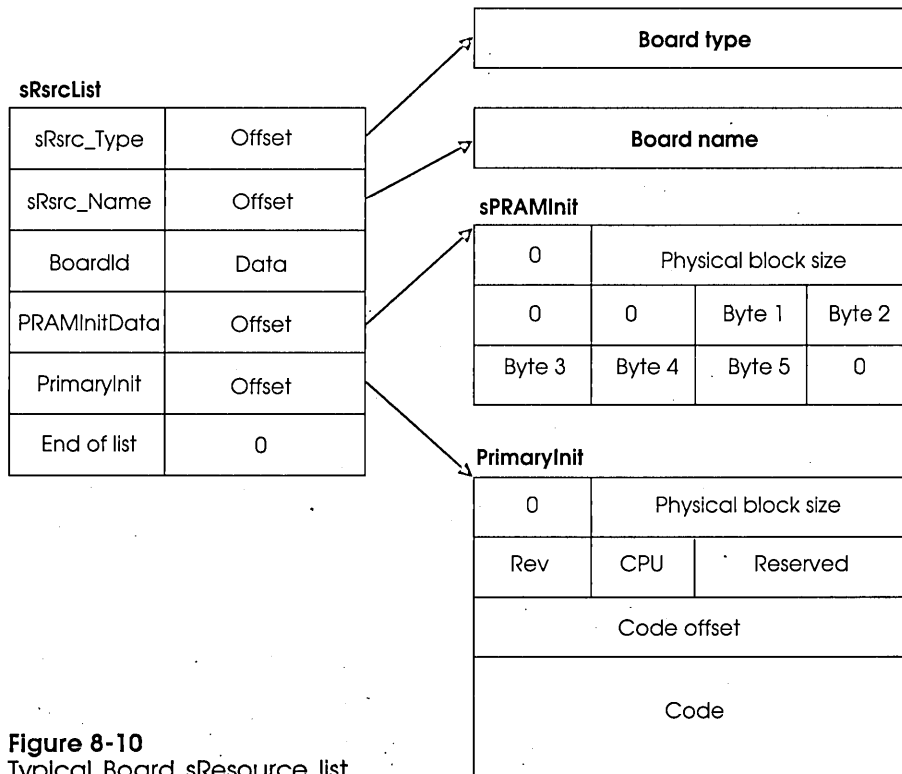 sRsrcList
sRsrc_Type Offset
sRsrc_Name Offset
BoardId Data
PRAMInitData Offset
PrimaryInit Offset
End of list 0
Board type
Board name
sPRAMInit
0 Physical block size
0 0 Byte 1 Byte 2
Byte 3 Byte 4 Byte 5 0
PrimaryInit
0 Physical block size
Rev CPU Reserved
Code offset
Code
Figure 8-10
Typical Board sResource list